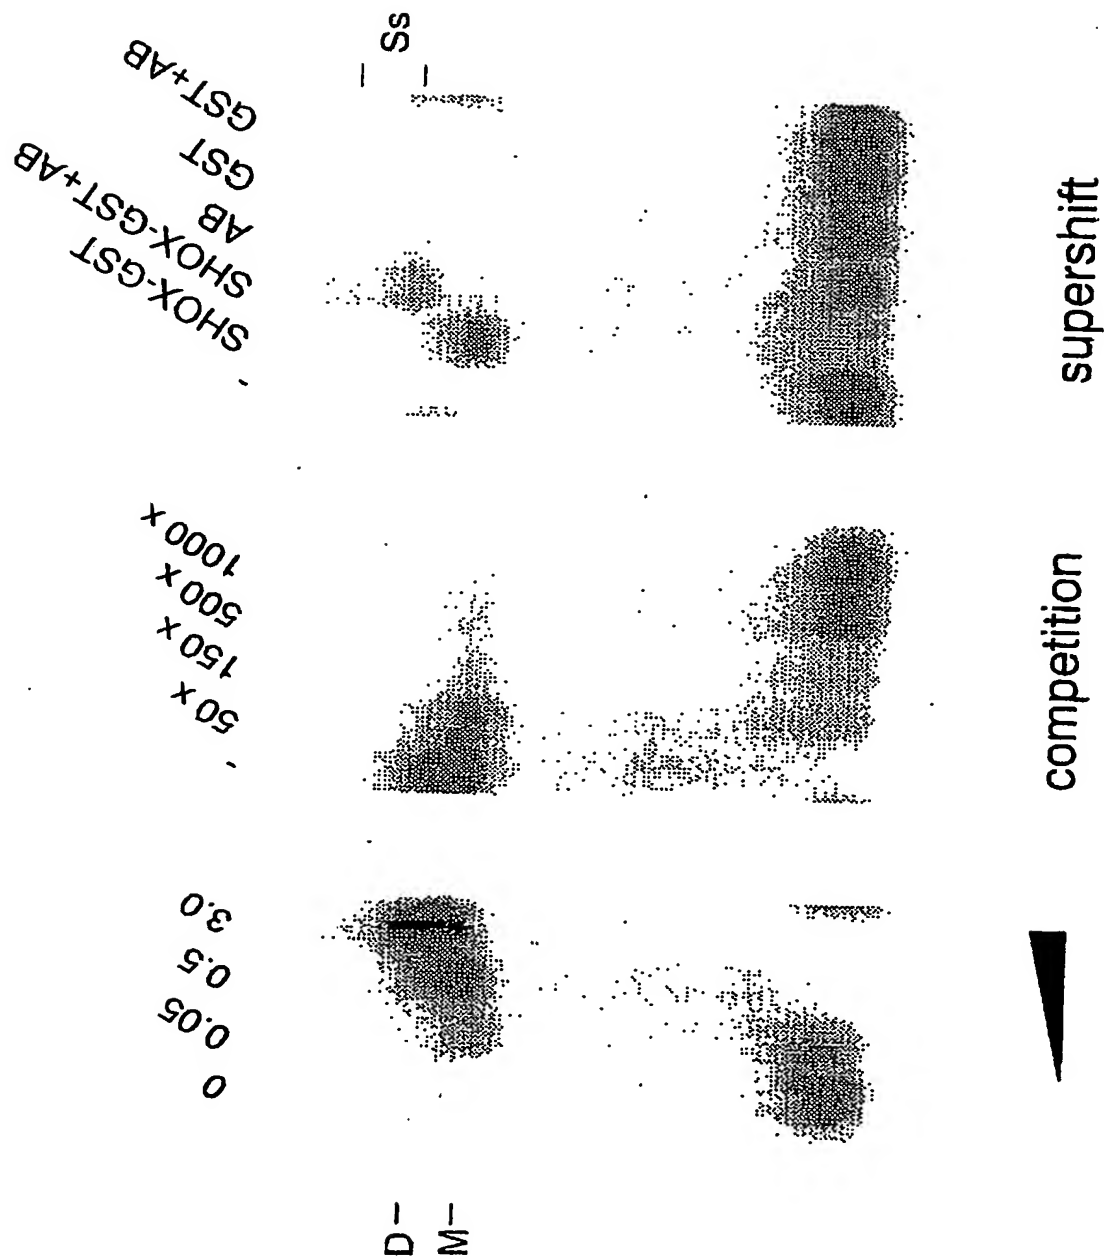 D–
M–
0
0.05
0.5
3.0
-
50 x
150 x
500 x
1000 x
competition
-
SHOX-GST
SHOX-GST+AB
AB
GST
GST+AB
Ss
supershift